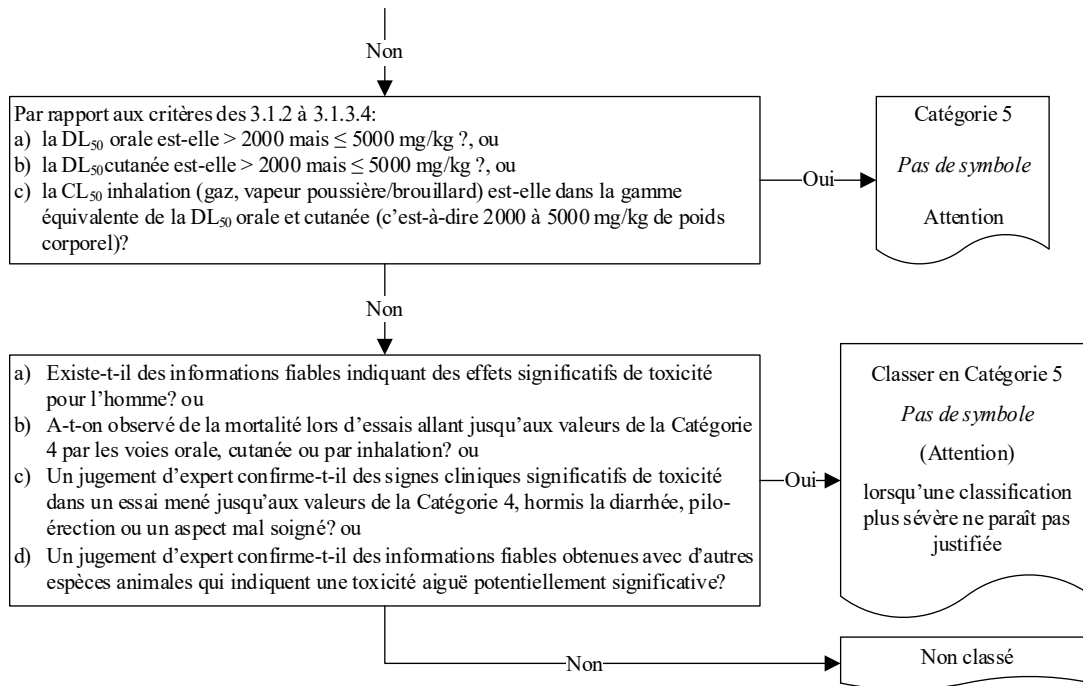 Non
Par rapport aux critères des 3.1.2 à 3.1.3.4:
a) la DL50 orale est-elle > 2000 mais ≤ 5000 mg/kg ?, ou
b) la DL50 cutanée est-elle > 2000 mais ≤ 5000 mg/kg ?, ou
c) la CL50 inhalation (gaz, vapeur poussière/brouillard) est-elle dans la gamme
équivalente de la DL50 orale et cutanée (c'est-à-dire 2000 à 5000 mg/kg de poids
corporel)?
Oui
Catégorie 5
Pas de symbole
Attention
Non
a) Existe-t-il des informations fiables indiquant des effets significatifs de toxicité
pour l'homme? ou
b) A-t-on observé de la mortalité lors d'essais allant jusqu'aux valeurs de la Catégorie
4 par les voies orale, cutanée ou par inhalation? ou
c) Un jugement d'expert confirme-t-il des signes cliniques significatifs de toxicité
dans un essai mené jusqu'aux valeurs de la Catégorie 4, hormis la diarrhée, pilo-
érection ou un aspect mal soigné? ou
d) Un jugement d'expert confirme-t-il des informations fiables obtenues avec d'autres
espèces animales qui indiquent une toxicité aiguë potentiellement significative?
Oui
Classer en Catégorie 5
Pas de symbole
(Attention)
lorsqu'une classification
plus sévère ne paraît pas
justifiée
Non
Non classé